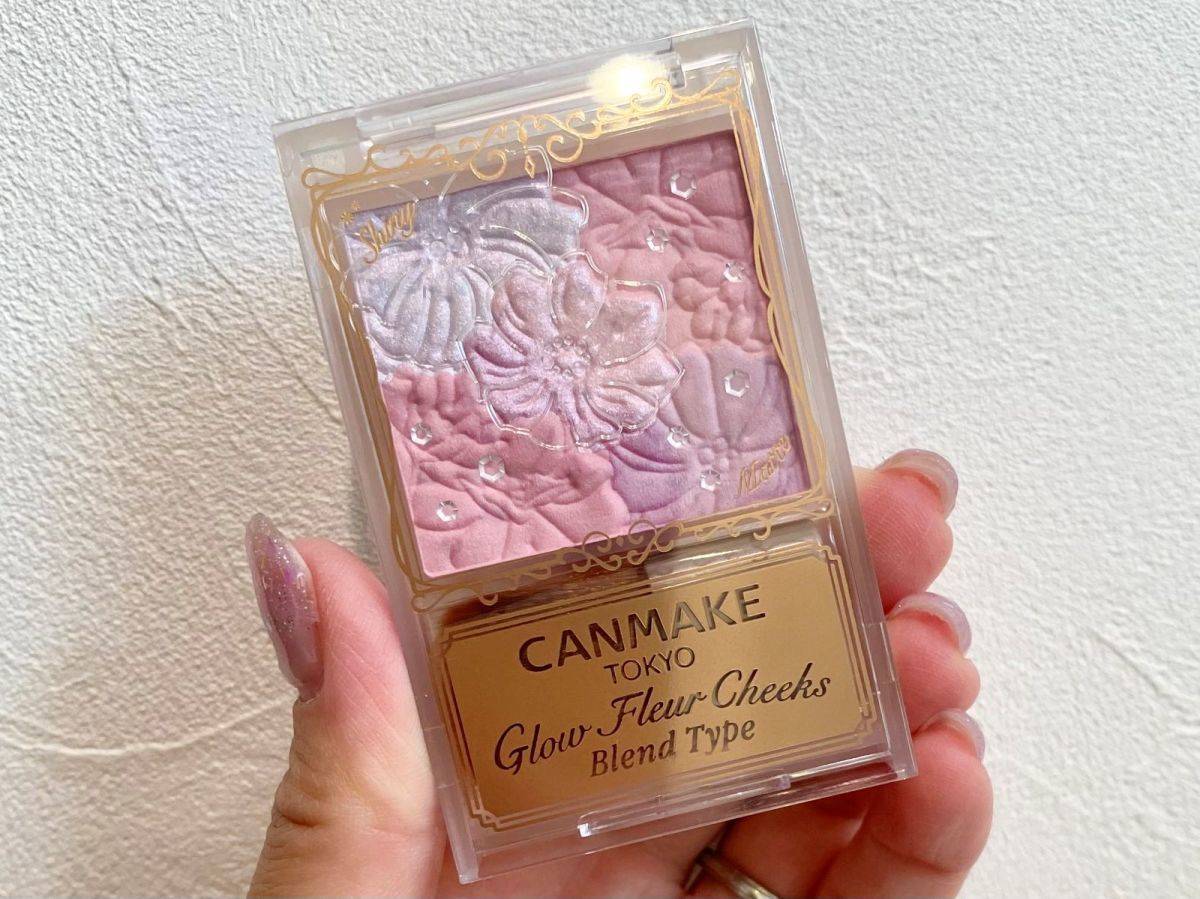 Shiny
Matte
CANMAKE
TOKYO
Glow Fleur Cheeks
Blend Type